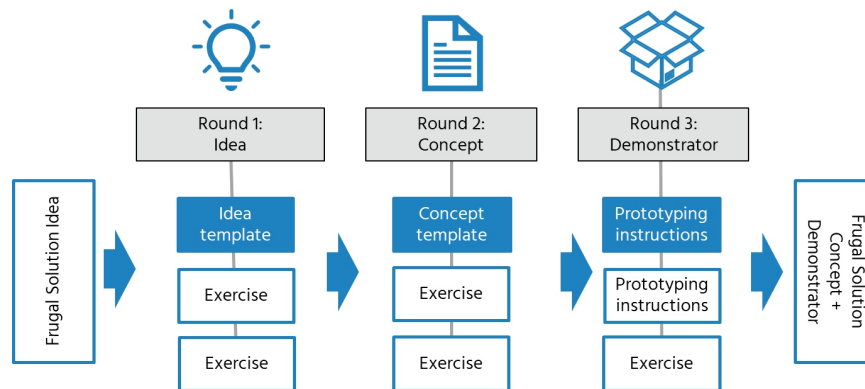 Round 1:
Idea
Round 2:
Concept
Round 3:
Demonstrator
Frugal Solution Idea
Idea
template
Exercise
Exercise
Concept
template
Exercise
Exercise
Prototyping
instructions
Prototyping
instructions
Exercise
Frugal Solution
Concept +
Demonstrator